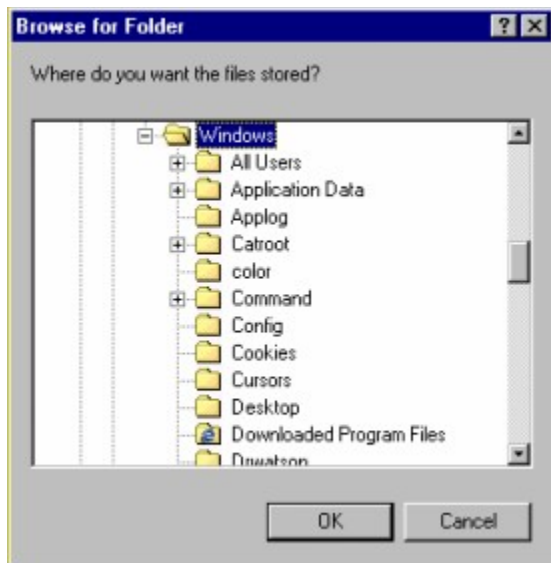 Browse for Folder
Where do you want the files stored?
Windows
All Users
Application Data
Applog
Catroot
color
Command
Config
Cookies
Cursors
Desktop
Downloaded Program Files
Drwatson
OK Cancel